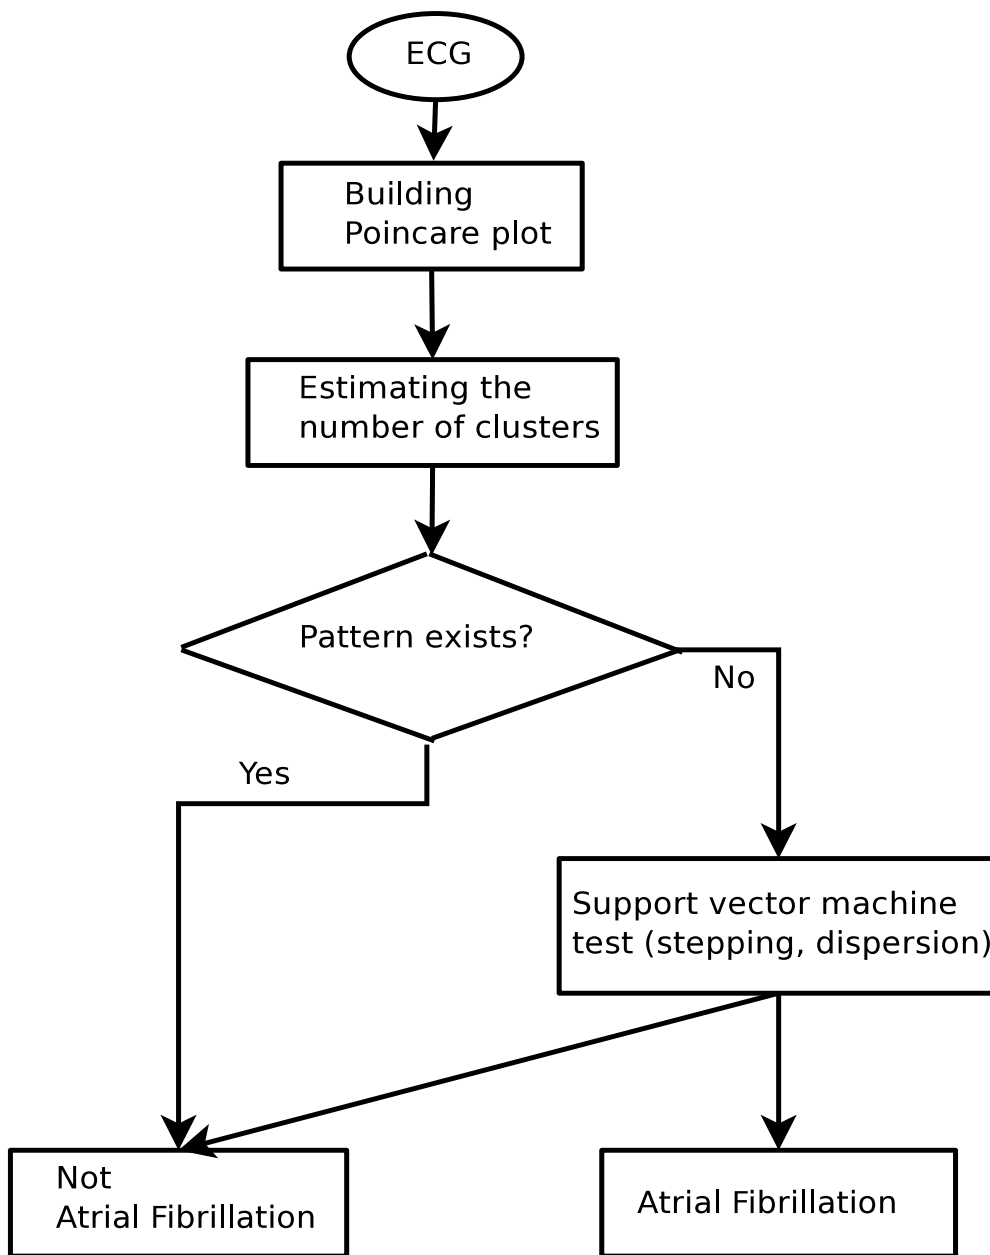 ECG
Building
Poincare plot
Estimating the
number of clusters
Pattern exists?
No
Yes
Support vector machine
test (stepping, dispersion)
Not
Atrial Fibrillation
Atrial Fibrillation